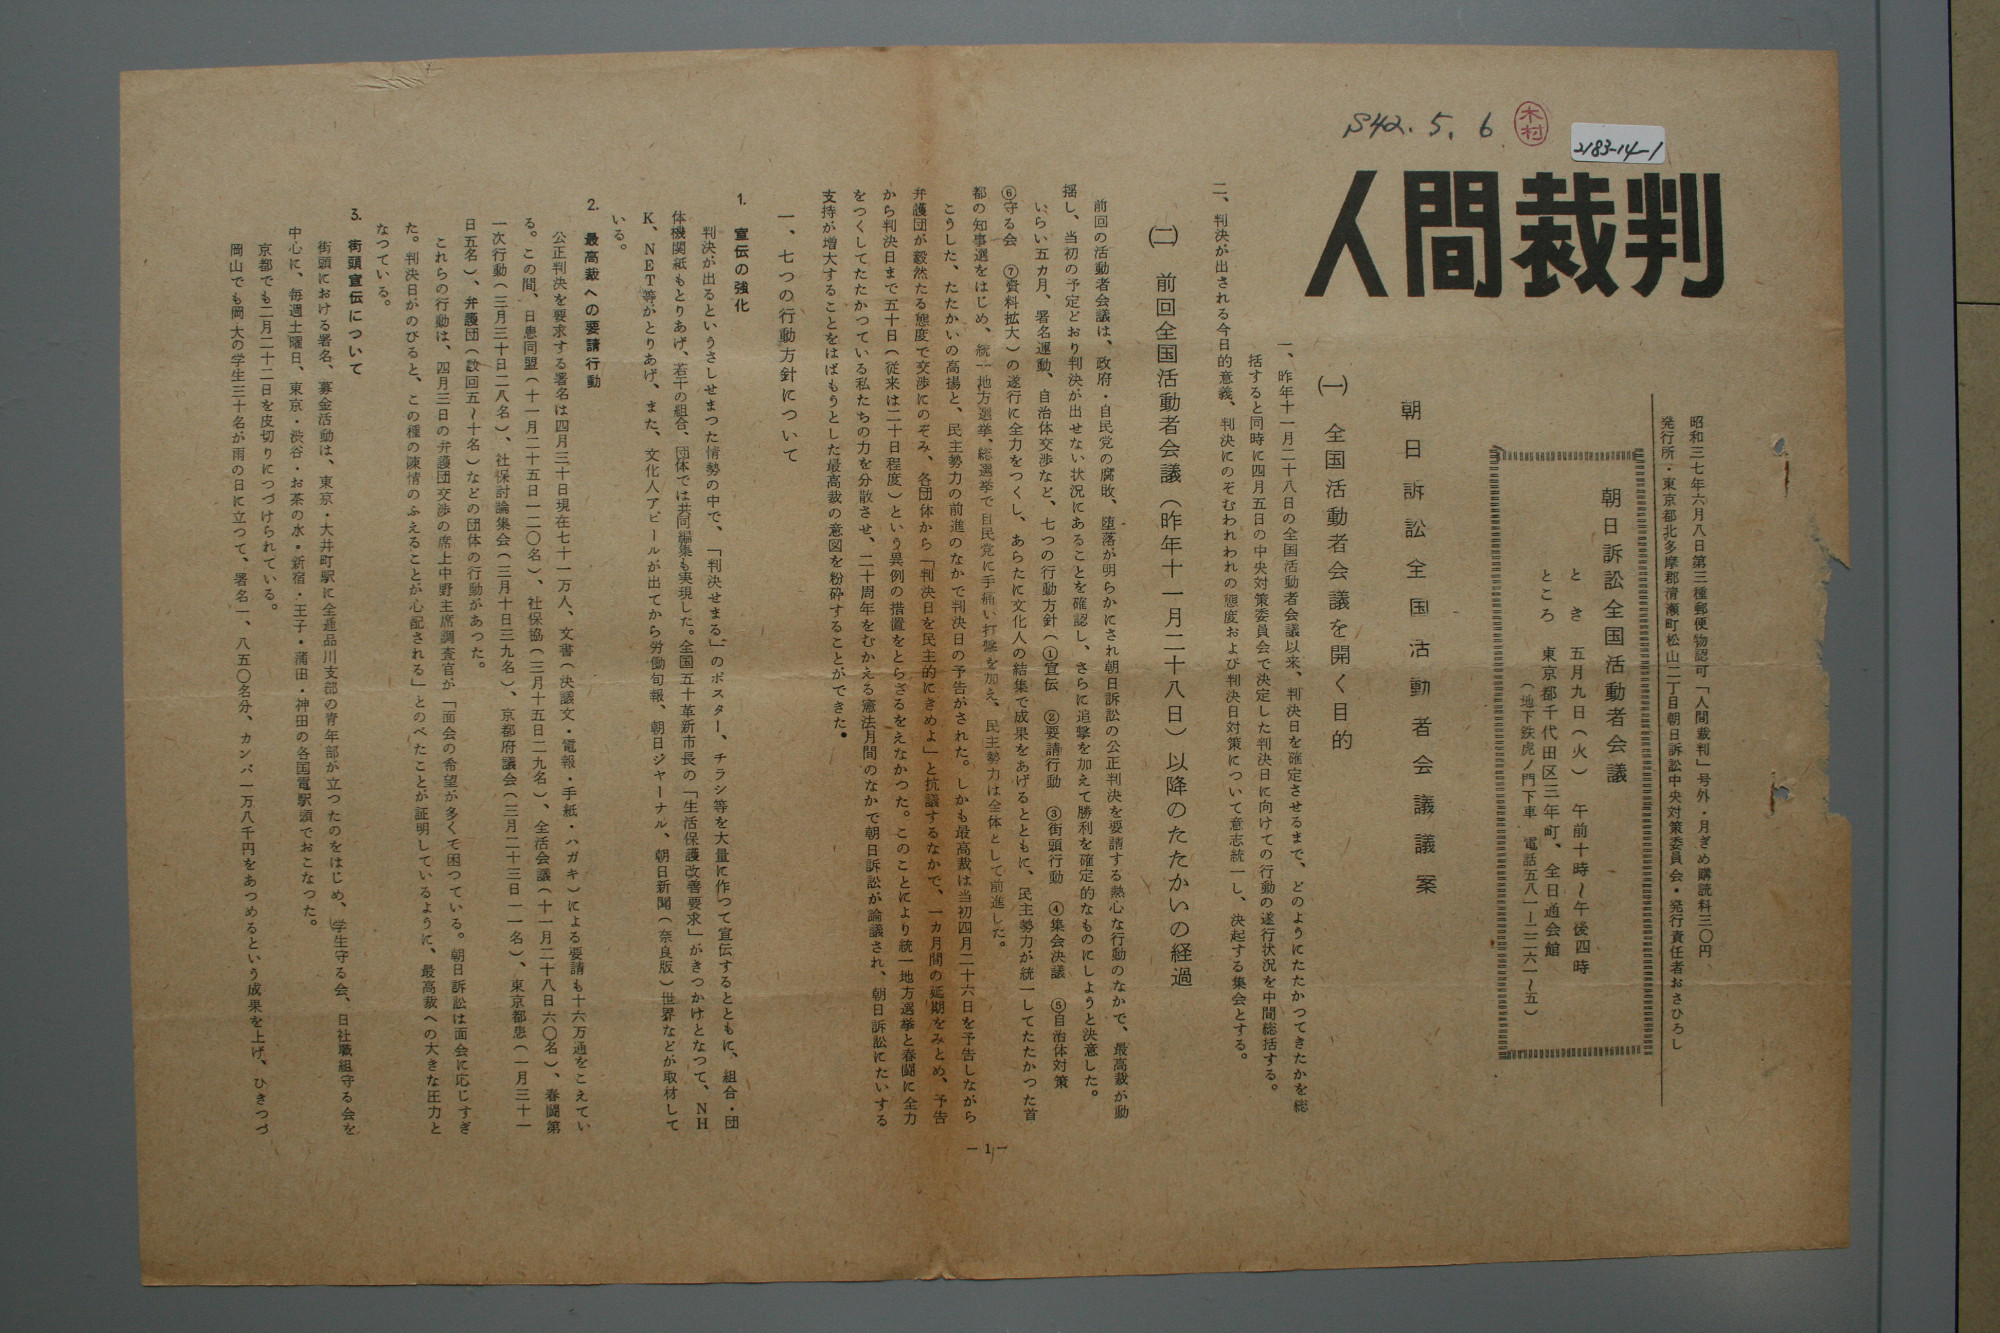 S42.5.6
木村
2183-14-1
人間裁判
昭和三七年六月八日第三種郵便物認可「人間裁判」号外・月ぎめ購読料三〇円
発行所・東京都北多摩郡清瀬町松山二丁目朝日訴訟中央対策委員会・発行責任者おさひろし
朝日訴訟全国活動者会議
とき 五月九日(火) 午前十時～午後四時
ところ 東京都千代田区三年町、全日通会館
(地下鉄虎ノ門下車 電話五八一―二二六一～五)
朝日訴訟全国活動者会議議案
(一) 全国活動者会議を開く目的
一、昨年十一月二十八日の全国活動者会議以来、判決日を確定させるまで、どのようにたたかつてきたかを総
括すると同時に四月五日の中央対策委員会で決定した判決日に向けての行動の遂行状況を中間総括する。
二、判決が出される今日的意義、判決にのぞむわれわれの態度および判決日対策について意志統一し、決起する集会とする。
(二) 前回全国活動者会議(昨年十一月二十八日)以降のたたかいの経過
前回の活動者会議は、政府・自民党の腐敗、堕落が明らかにされ朝日訴訟の公正判決を要請する熱心な行動のなかで、最高裁が動
揺し、当初の予定どおり判決が出せない状況にあることを確認し、さらに追撃を加えて勝利を確定的なものにしようと決意した。
いらい五カ月、署名運動、自治体交渉など、七つの行動方針(①宣伝 ②要請行動 ③街頭行動 ④集会決議 ⑤自治体対策
⑥守る会 ⑦資料拡大)の遂行に全力をつくし、あらたに文化人の結集で成果をあげるとともに、民主勢力が統一してたたかった首
都の知事選をはじめ、統一地方選挙、総選挙で自民党に手痛い打撃を加え、民主勢力は全体として前進した。
こうした、たたかいの高揚と、民主勢力の前進のなかで判決日の予告がされた。しかも最高裁は当初四月二十六日を予告しながら
弁護団が毅然たる態度で交渉にのぞみ、各団体から「判決日を民主的にきめよ」と抗議するなかで、一カ月間の延期をみとめ、予告
から判決日まで五十日(従来は二十日程度)という異例の措置をとらざるをえなかつた。このことにより統一地方選挙と春闘に全力
をつくしてたたかつている私たちの力を分散させ、二十周年をむかえる憲法月間のなかで朝日訴訟が論議され、朝日訴訟にたいする
支持が増大することをはばもうとした最高裁の意図を粉砕することができた。
一、七つの行動方針について
1. 宣伝の強化
判決が出るというさしせまつた情勢の中で、「判決せまる」のポスター、チラシ等を大量に作つて宣伝するとともに、組合・団
体機関紙もとりあげ、若干の組合、団体では共同編集も実現した。全国五十革新市長の「生活保護改善要求」がきつかけとなつて、NH
K、NET等がとりあげ、また、文化人アピールが出てから労働旬報、朝日ジャーナル、朝日新聞(奈良版)世界などが取材して
いる。
2. 最高裁への要請行動
公正判決を要求する署名は四月三十日現在七十一万人、文書(決議文・電報・手紙・ハガキ)による要請も十六万通をこえてい
る。この間、日患同盟(十一月二十五日一二〇名)、社保協(三月十五日二九名)、全活会議(十一月二十八日六〇名)、春闘第
一次行動(三月三十日二八名)、社保討論集会(三月十日三九名)、京都府議会(三月二十三日一一名)、東京都患(一月三十一
日五名)、弁護団(数回五～十名)などの団体の行動があつた。
これらの行動は、四月三日の弁護団交渉の席上中野主席調査官が「面会の希望が多くて困つている。朝日訴訟は面会に応じすぎ
た。判決日がのびると、この種の陳情のふえることが心配される」とのべたことが証明しているように、最高裁への大きな圧力と
なつている。
3. 街頭宣伝について
街頭における署名、募金活動は、東京・大井町駅に全逓品川支部の青年部が立つたのをはじめ、学生守る会、日社職組守る会を
中心に、毎週土曜日、東京・渋谷・お茶の水・新宿・王子・蒲田・神田の各国電駅頭でおこなつた。
京都でも二月二十二日を皮切りにつづけられている。
岡山でも岡大の学生三十名が雨の日に立つて、署名一、八五〇名分、カンパ一万八千円をあつめるという成果を上げ、ひきつづ
－1－